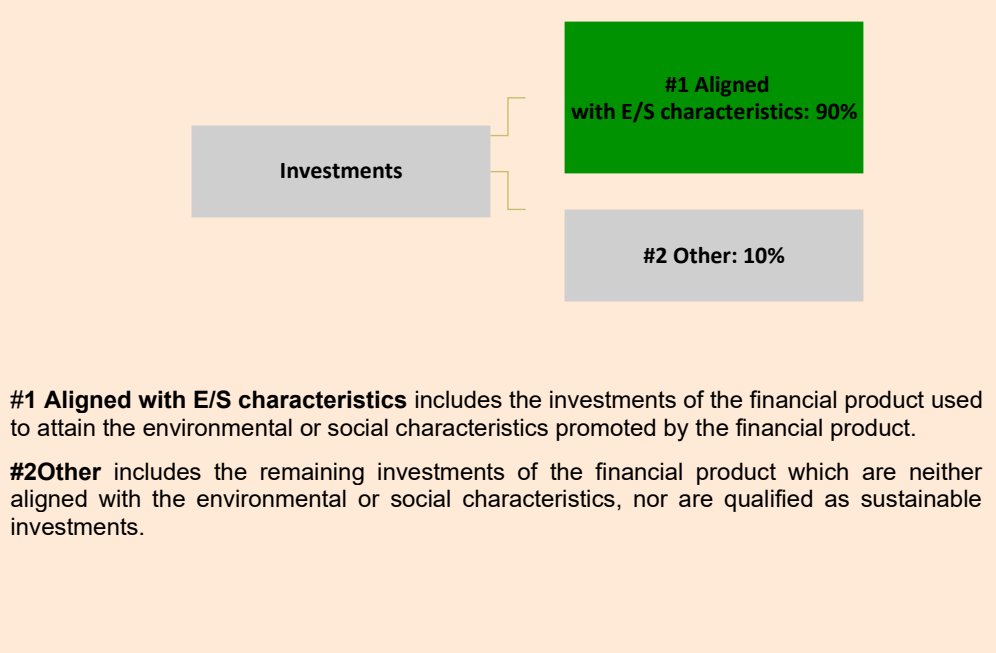 #1 Aligned
with E/S characteristics: 90%
Investments
#2 Other: 10%
#1 Aligned with E/S characteristics includes the investments of the financial product used
to attain the environmental or social characteristics promoted by the financial product.
#2Other includes the remaining investments of the financial product which are neither
aligned with the environmental or social characteristics, nor are qualified as sustainable
investments.